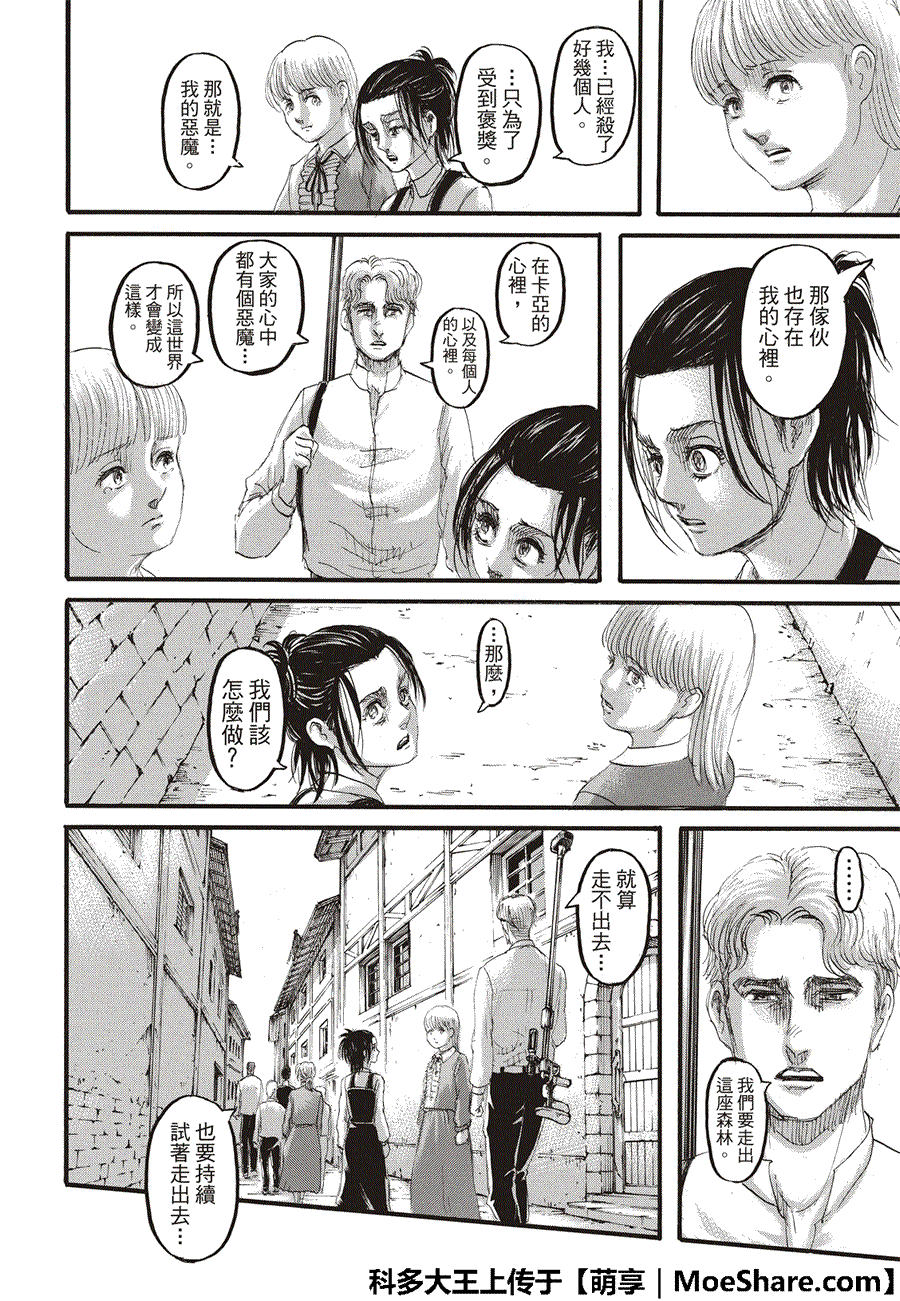 我…已經殺了
好幾個人。
…只為了
受到褒獎。
那就是…
我的惡魔。
那傢伙
也存在
我的心裡。
在卡亞的
心裡，
以及每個人
的心裡。
大家的心中
都有個惡魔…
所以這世界
才會變成
這樣。
…那麼，
我們該
怎麼做？
……
我們要走出
這座森林。
就算
走不出去…
也要持續
試著走出去…
科多大王上传于【萌享｜MoeShare.com】